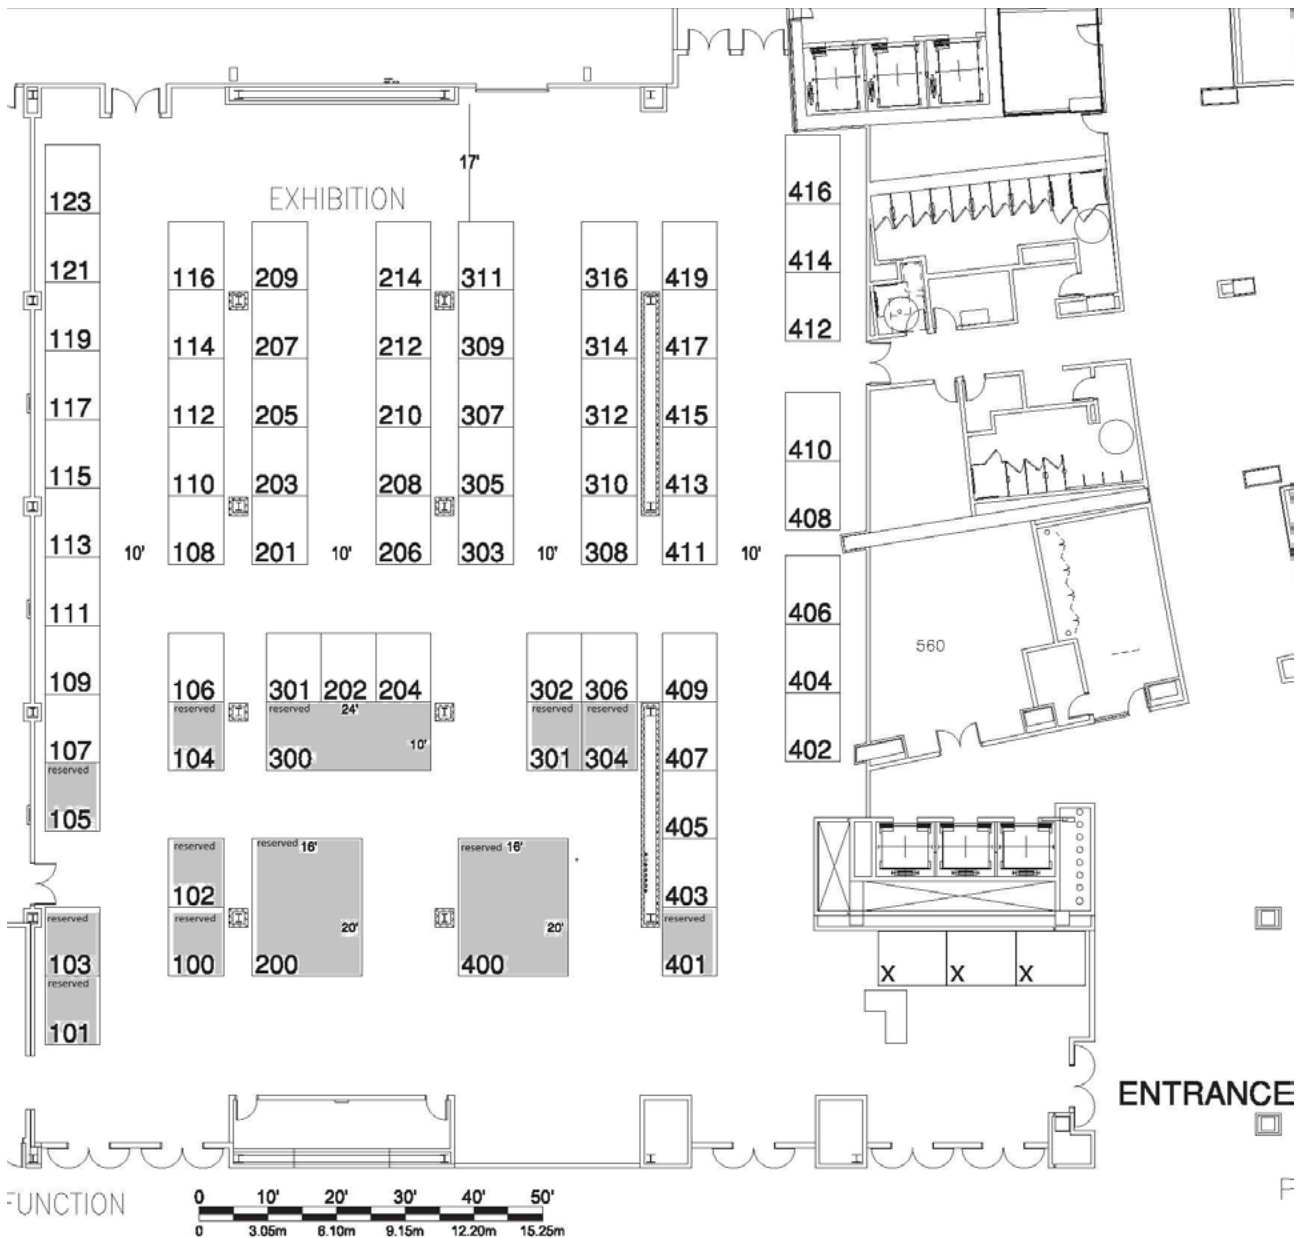 17'
EXHIBITION
123
416
121 116 209 214 311 316 419 414
119 114 207 212 309 314 417 412
117 112 205 210 307 312 415
115 110 203 208 305 310 413 410
113 10' 108 201 10' 206 303 10' 308 411 10' 408
111 406
560
109 106 301 202 204 302 306 409 404
reserved reserved 24' reserved reserved
10'
107 104 300 301 304 407 402
reserved
105 405
reserved reserved 16' reserved 16'
102 403
reserved reserved 20' 20' reserved
103 100 200 400 401 X X X
reserved
101
ENTRANCE
FUNCTION
0 10' 20' 30' 40' 50'
0 3.05m 6.10m 9.15m 12.20m 15.25m